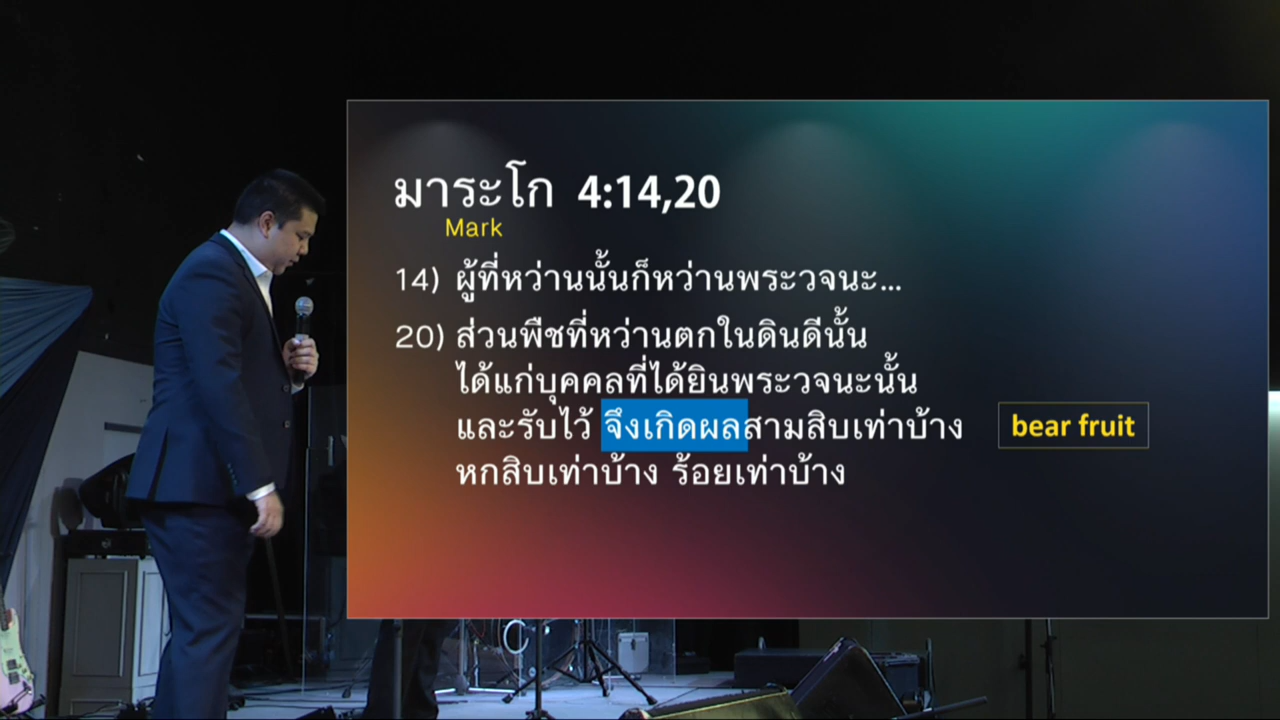 มาระโก 4:14,20
Mark
14) ผู้ที่หว่านนั้นก็หว่านพระวจนะ...
20) ส่วนพืชที่หว่านตกในดินดีนั้น
ได้แก่บุคคลที่ได้ยินพระวจนะนั้น
และรับไว้ จึงเกิดผลสามสิบเท่าบ้าง
bear fruit
หกสิบเท่าบ้าง ร้อยเท่าบ้าง